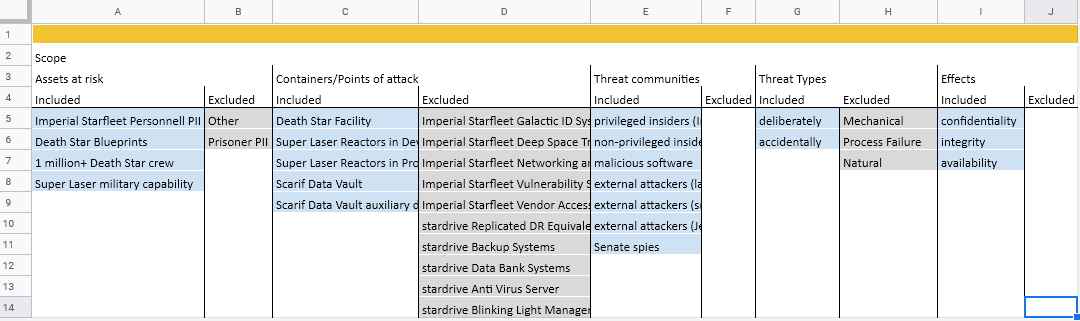 A B C D E F G H I J
1
2 Scope
3 Assets at risk Containers/Points of attack Threat communities Threat Types Effects
4 Included Excluded Included Excluded Included Excluded Included Excluded Included Excluded
5 Imperial Starfleet Personnell PII Other Death Star Facility Imperial Starfleet Galactic ID Sys privileged insiders (I deliberately Mechanical confidentiality
6 Death Star Blueprints Prisoner PII Super Laser Reactors in Dev Imperial Starfleet Deep Space Tr non-privileged inside accidentally Process Failure integrity
7 1 million+ Death Star crew Super Laser Reactors in Pro Imperial Starfleet Networking ar malicious software Natural availability
8 Super Laser military capability Scarif Data Vault Imperial Starfleet Vulnerability S external attackers (la
9 Scarif Data Vault auxiliary d Imperial Starfleet Vendor Access external attackers (sr
10 stardrive Replicated DR Equivale external attackers (Je
11 stardrive Backup Systems Senate spies
12 stardrive Data Bank Systems
13 stardrive Anti Virus Server
14 stardrive Blinking Light Manager